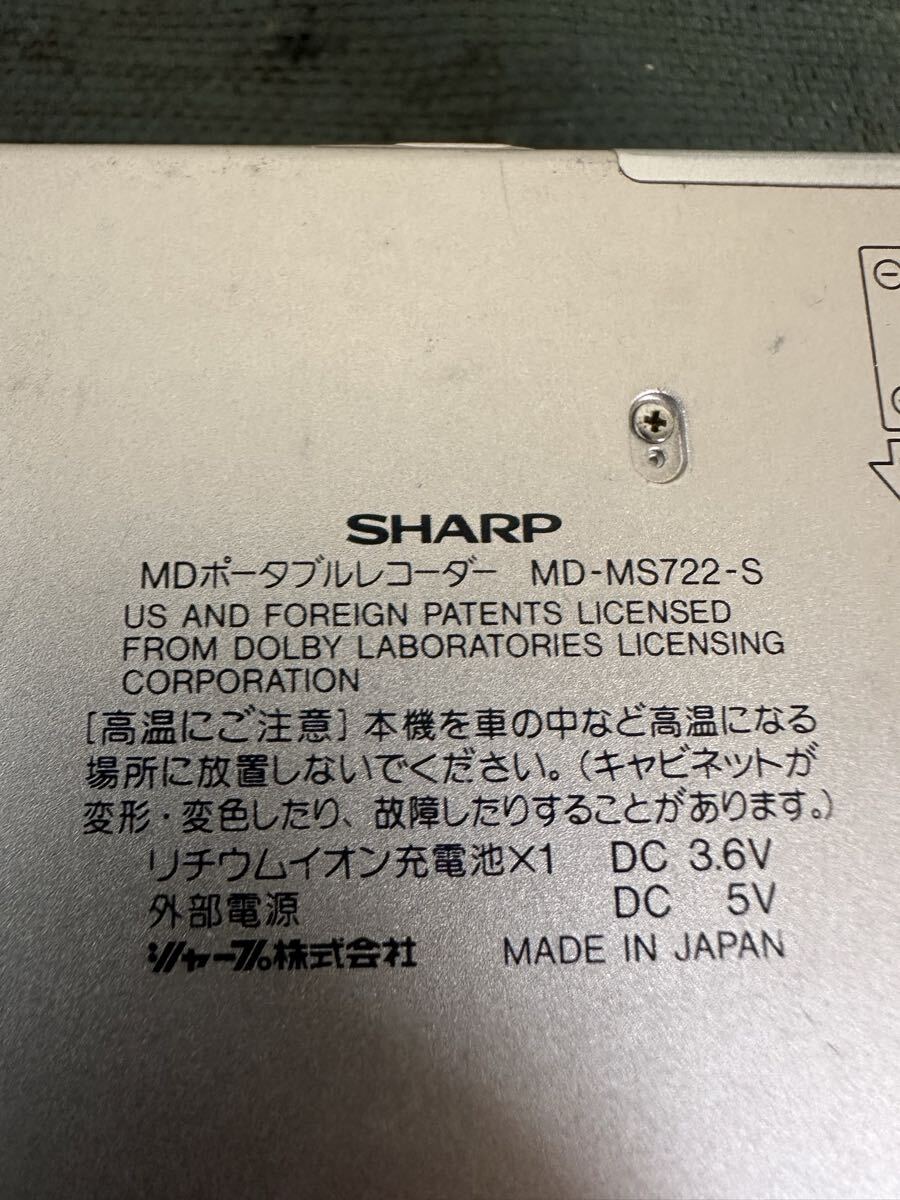 SHARP
MDポータブルレコーダー MD-MS722-S
US AND FOREIGN PATENTS LICENSED
FROM DOLBY LABORATORIES LICENSING
CORPORATION
[高温にご注意]本機を車の中など高温になる
場所に放置しないでください。(キャビネットが
変形・変色したり、故障したりすることがあります。)
リチウムイオン充電池×1 DC 3.6V
外部電源 DC 5V
シャープ株式会社 MADE IN JAPAN